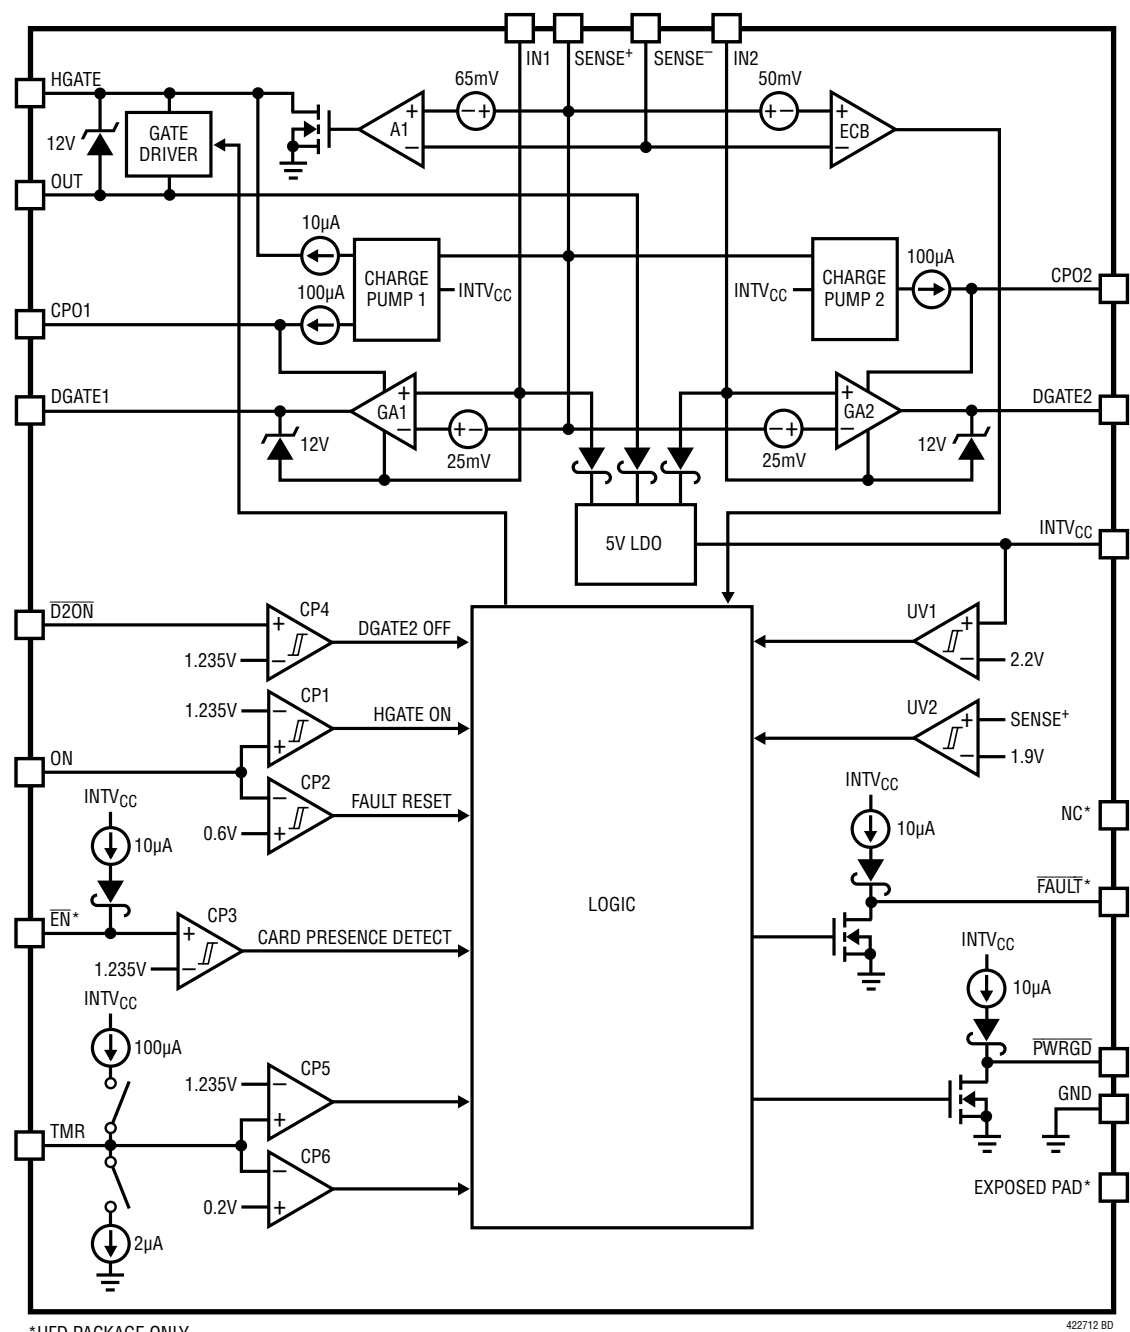 IN1
SENSE+
SENSE−
IN2
HGATE
65mV
50mV
12V
GATE
DRIVER
A1
ECB
OUT
10µA
CHARGE
PUMP 1
INTVCC
100µA
INTVCC
CHARGE
PUMP 2
100µA
CPO2
CPO1
DGATE1
GA1
GA2
DGATE2
12V
25mV
25mV
12V
5V LDO
INTVCC
D2ON
CP4
DGATE2 OFF
1.235V
UV1
2.2V
CP1
1.235V
HGATE ON
UV2
SENSE+
1.9V
ON
CP2
FAULT RESET
0.6V
INTVCC
10µA
INTVCC
10µA
NC*
FAULT*
LOGIC
EN*
CP3
CARD PRESENCE DETECT
1.235V
INTVCC
10µA
INTVCC
100µA
PWRGD
CP5
1.235V
GND
TMR
CP6
0.2V
EXPOSED PAD*
2µA
*UFD PACKAGE ONLY
422712 BD